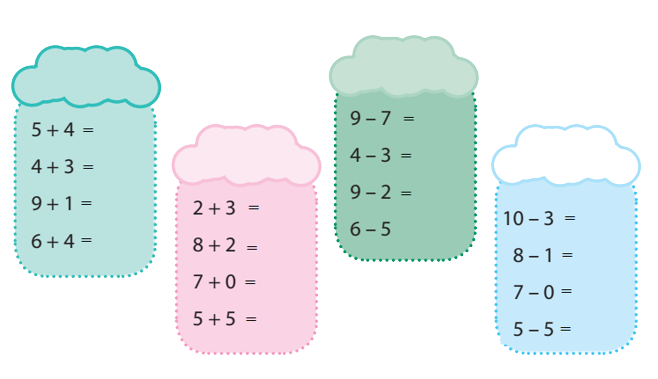 5 + 4 =
4 + 3 =
9 + 1 =
6 + 4 =
2 + 3 =
8 + 2 =
7 + 0 =
5 + 5 =
9 – 7 =
4 – 3 =
9 – 2 =
6 – 5
10 – 3 =
8 – 1 =
7 – 0 =
5 – 5 =